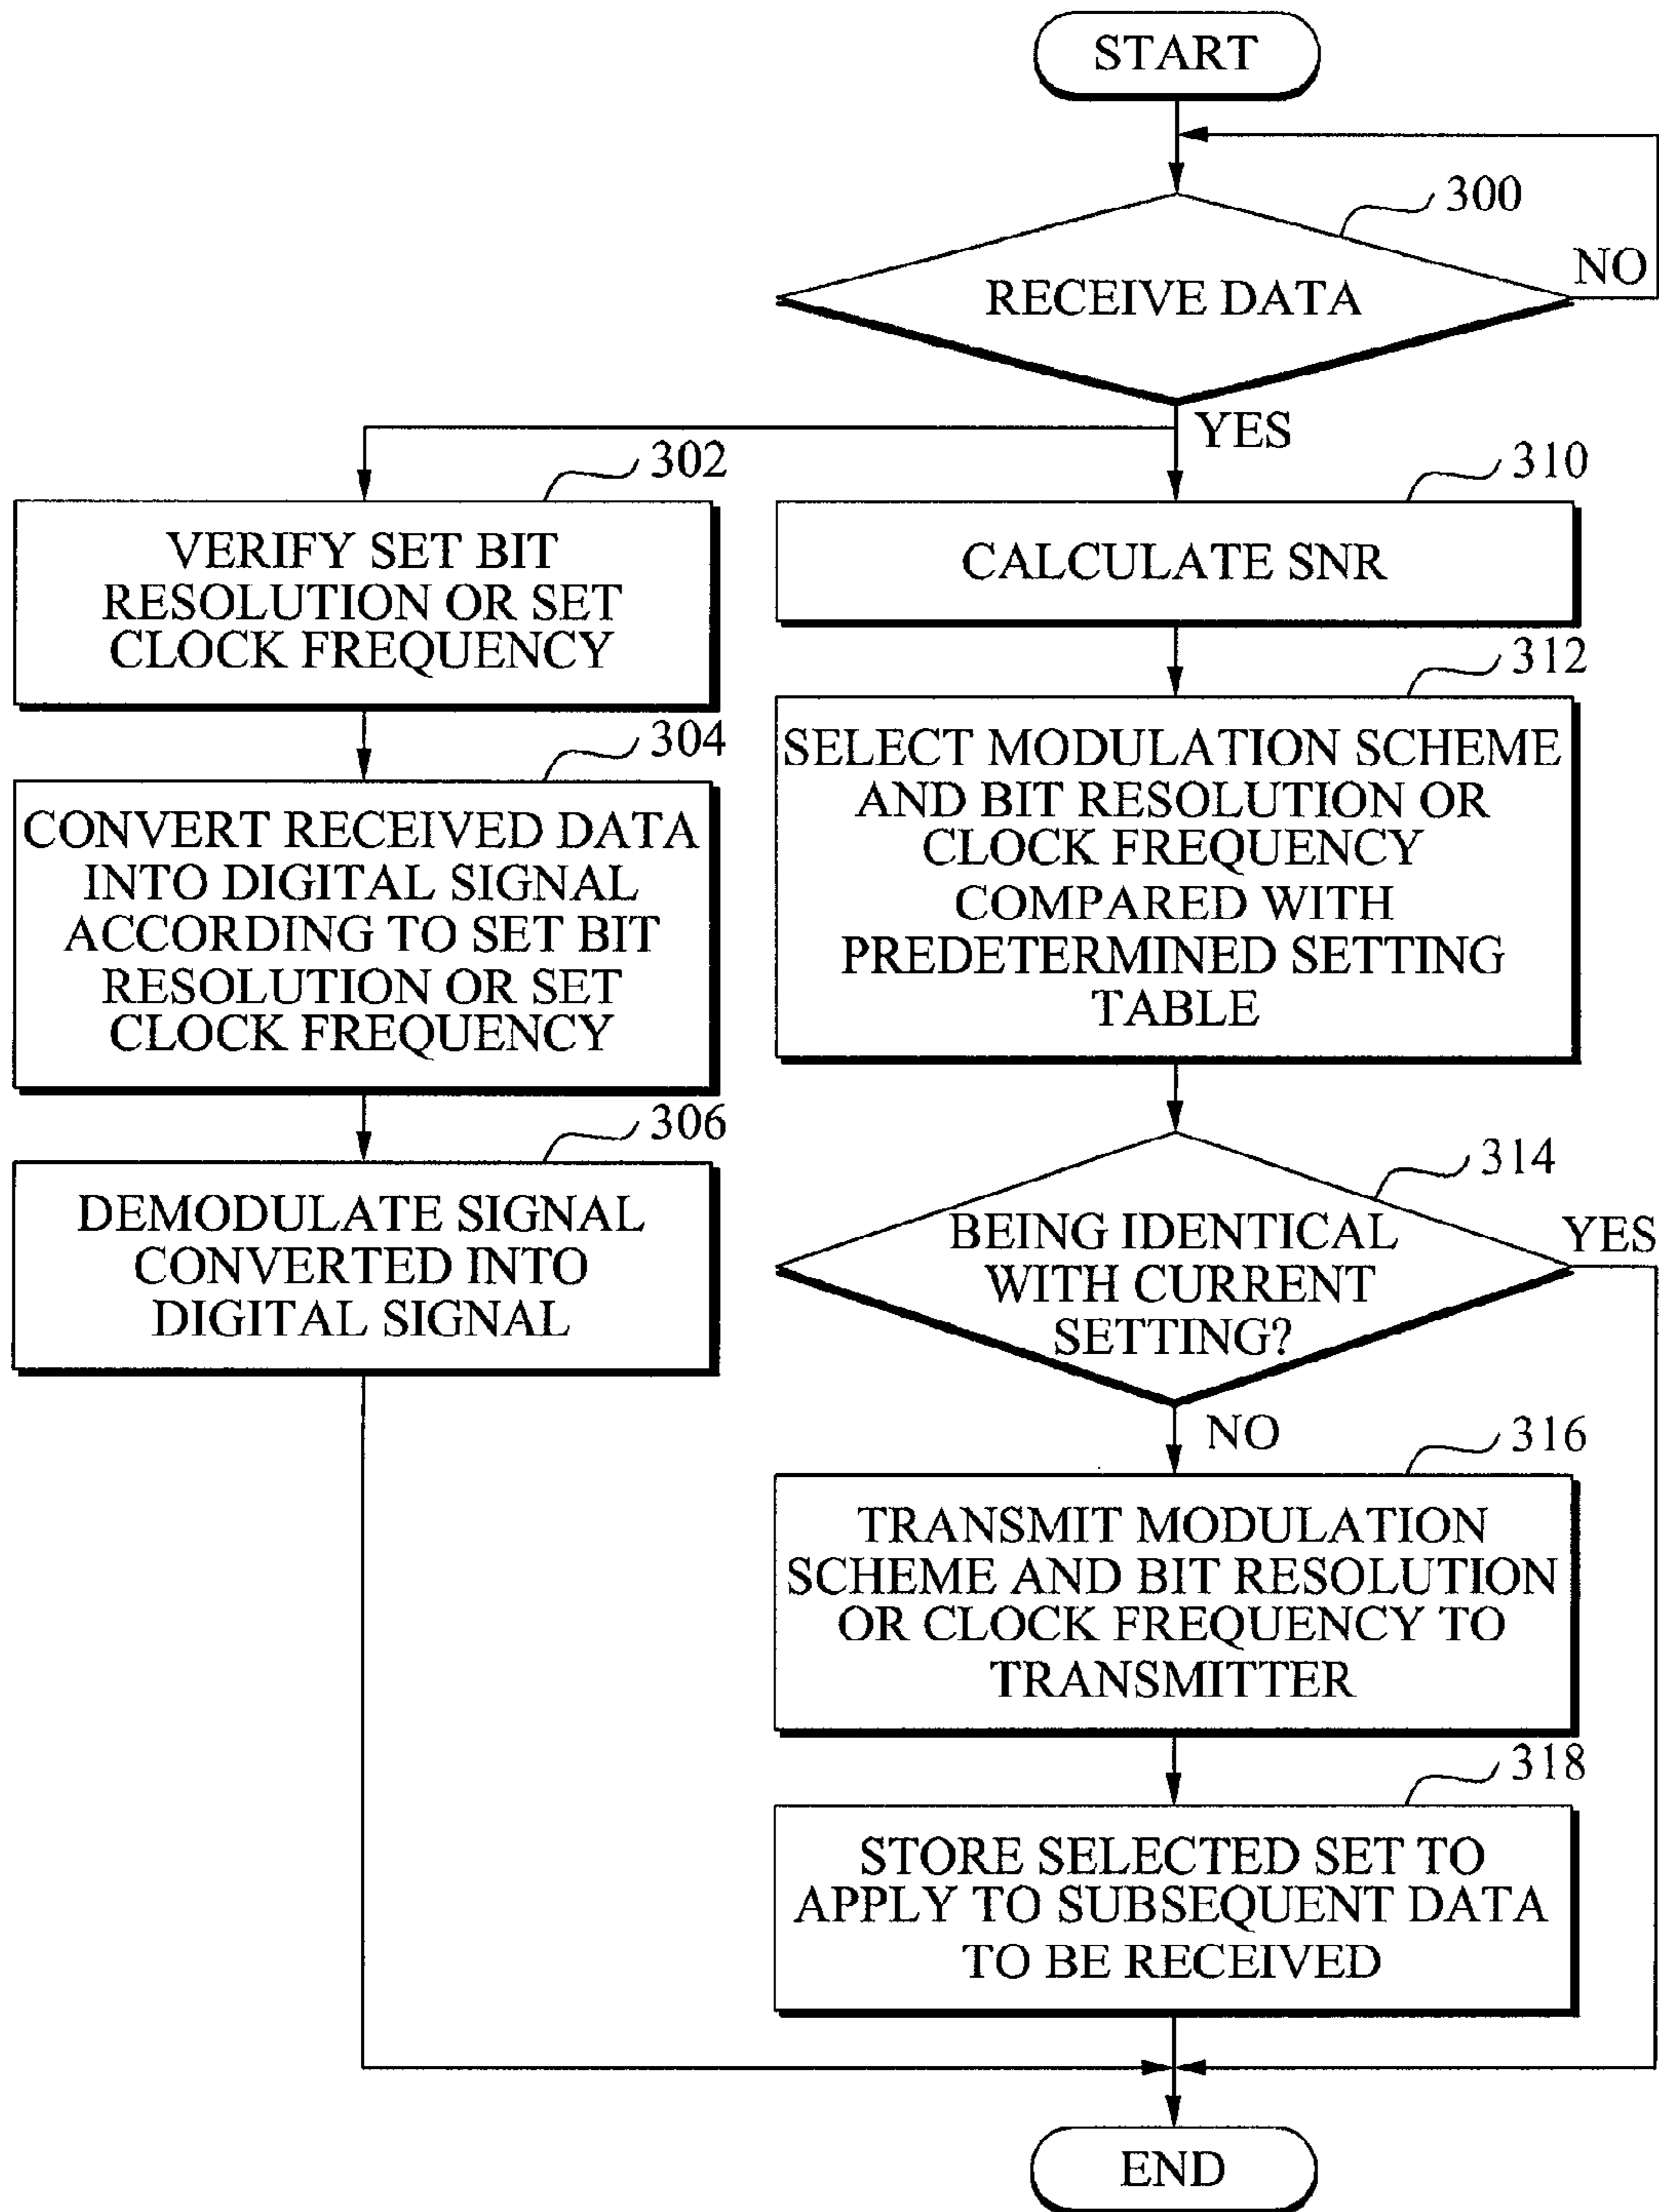 START
300
RECEIVE DATA
NO
YES
302
VERIFY SET BIT
RESOLUTION OR SET
CLOCK FREQUENCY
304
CONVERT RECEIVED DATA
INTO DIGITAL SIGNAL
ACCORDING TO SET BIT
RESOLUTION OR SET
CLOCK FREQUENCY
306
DEMODULATE SIGNAL
CONVERTED INTO
DIGITAL SIGNAL
310
CALCULATE SNR
312
SELECT MODULATION SCHEME
AND BIT RESOLUTION OR
CLOCK FREQUENCY
COMPARED WITH
PREDETERMINED SETTING
TABLE
314
BEING IDENTICAL
WITH CURRENT
SETTING?
YES
NO
316
TRANSMIT MODULATION
SCHEME AND BIT RESOLUTION
OR CLOCK FREQUENCY TO
TRANSMITTER
318
STORE SELECTED SET TO
APPLY TO SUBSEQUENT DATA
TO BE RECEIVED
END